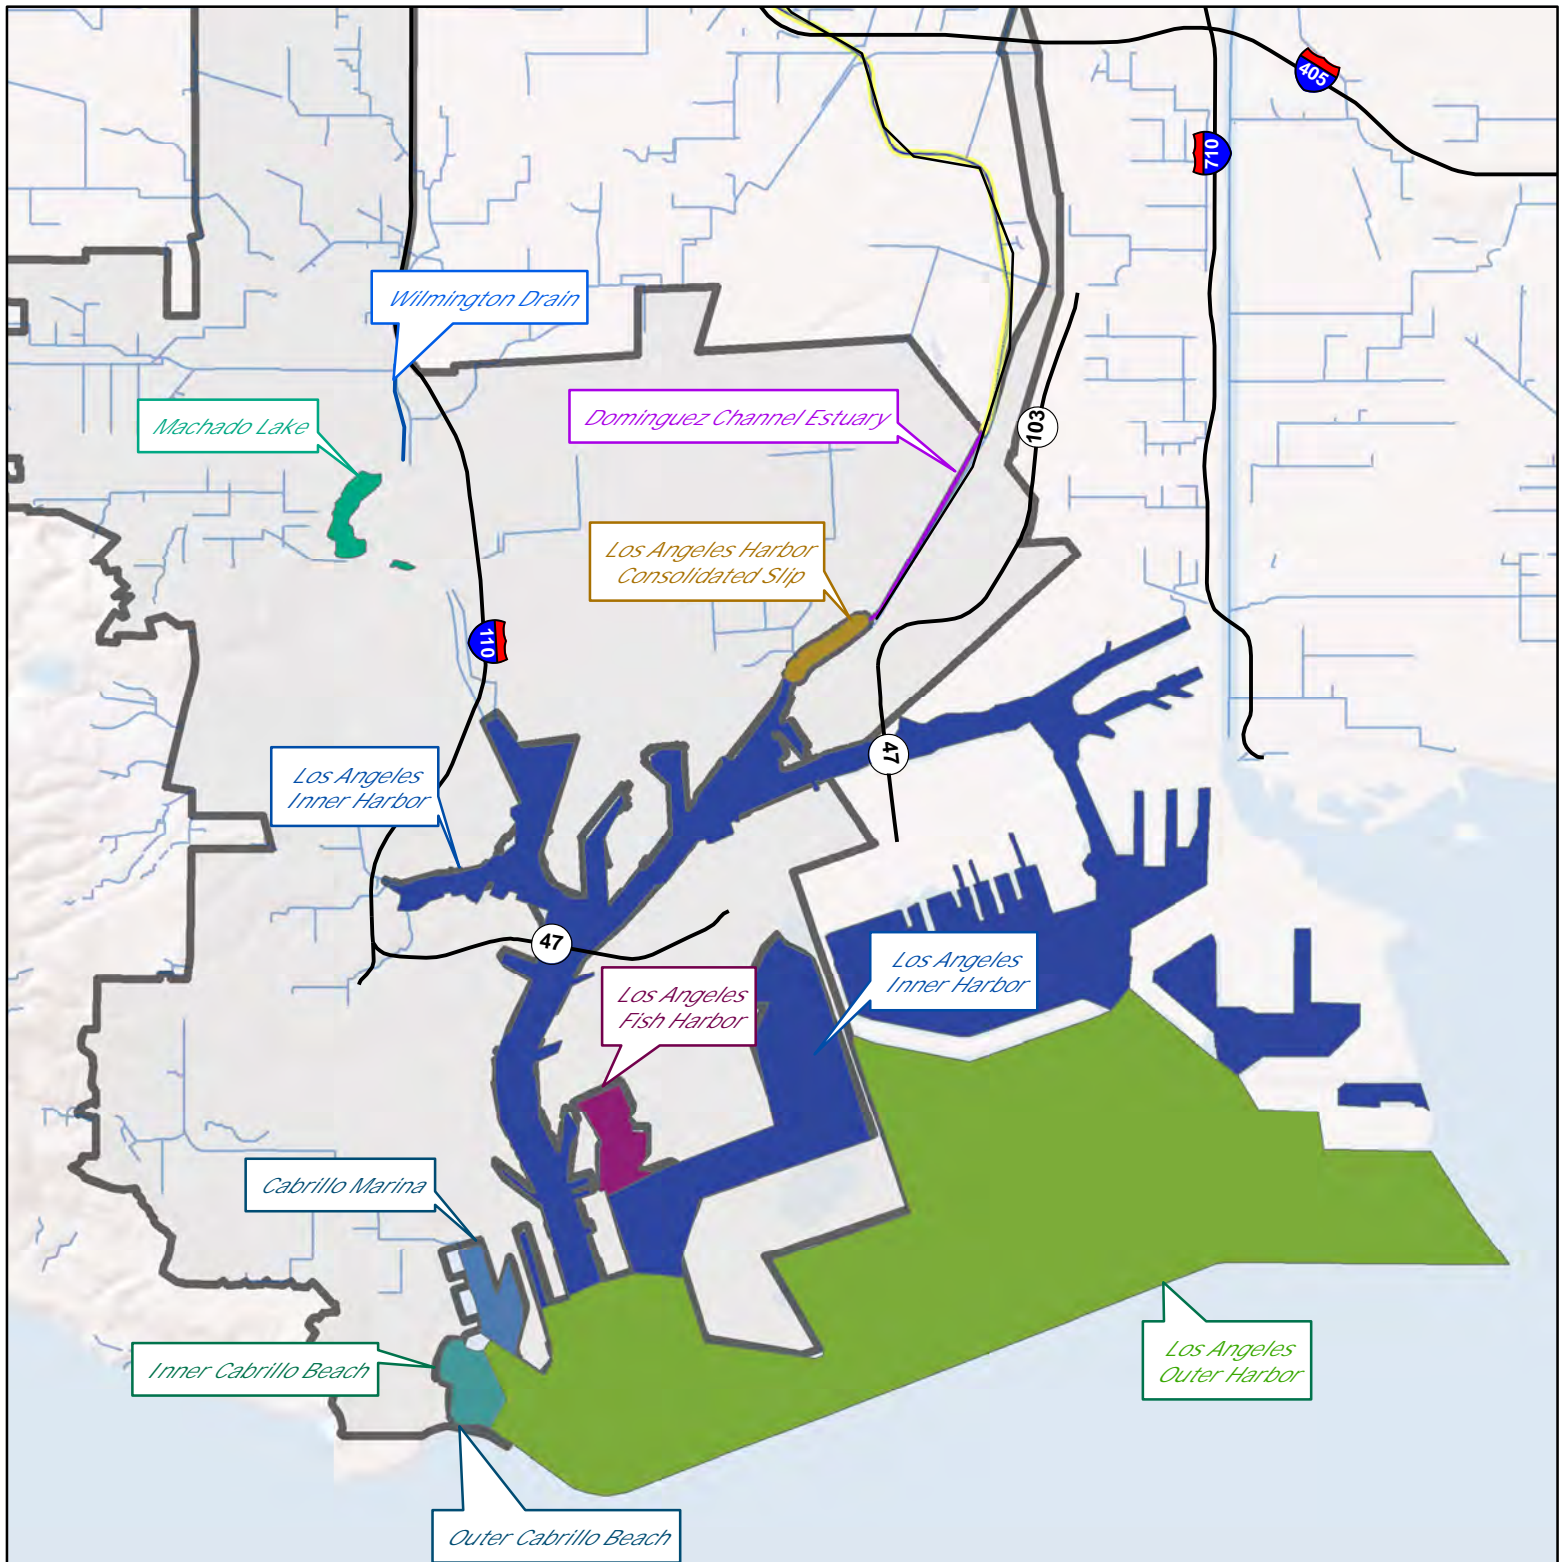 405
710
Wilmington Drain
Machado Lake
Dominguez Channel Estuary
103
Los Angeles Harbor
Consolidated Slip
110
47
Los Angeles
Inner Harbor
47
Los Angeles
Inner Harbor
Los Angeles
Fish Harbor
Cabrillo Marina
Inner Cabrillo Beach
Los Angeles
Outer Harbor
Outer Cabrillo Beach